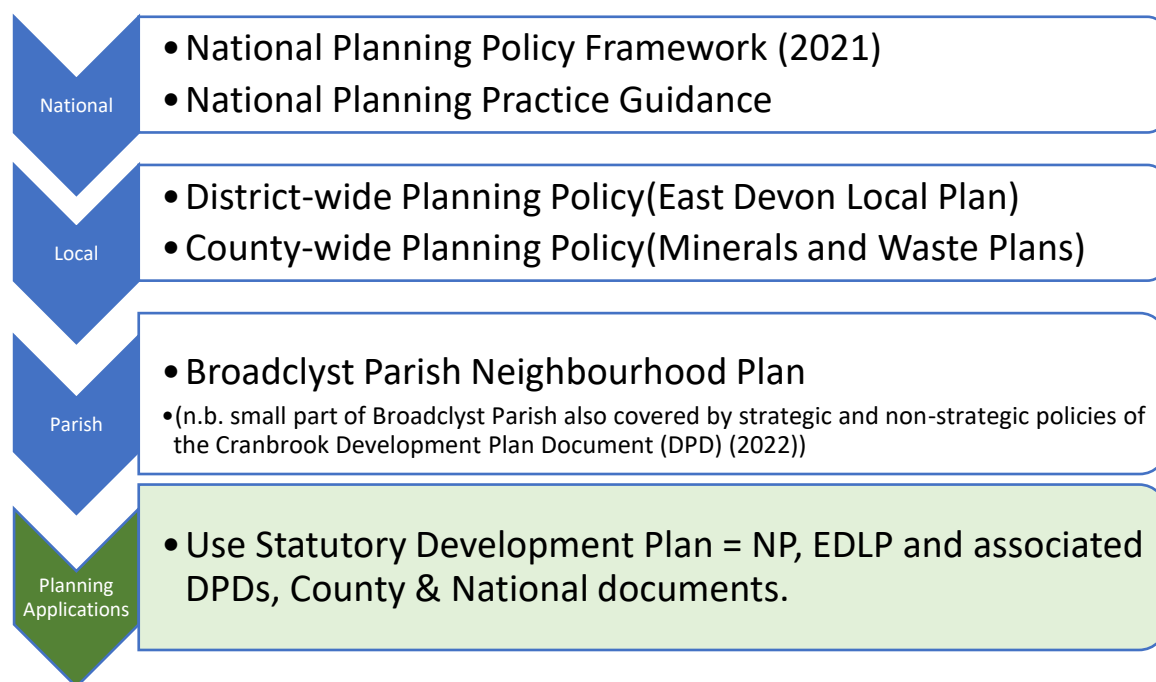 National
• National Planning Policy Framework (2021)
• National Planning Practice Guidance
Local
• District-wide Planning Policy(East Devon Local Plan)
• County-wide Planning Policy(Minerals and Waste Plans)
Parish
• Broadclyst Parish Neighbourhood Plan
•(n.b. small part of Broadclyst Parish also covered by strategic and non-strategic policies of
the Cranbrook Development Plan Document (DPD) (2022))
Planning
Applications
• Use Statutory Development Plan = NP, EDLP and associated
DPDs, County & National documents.